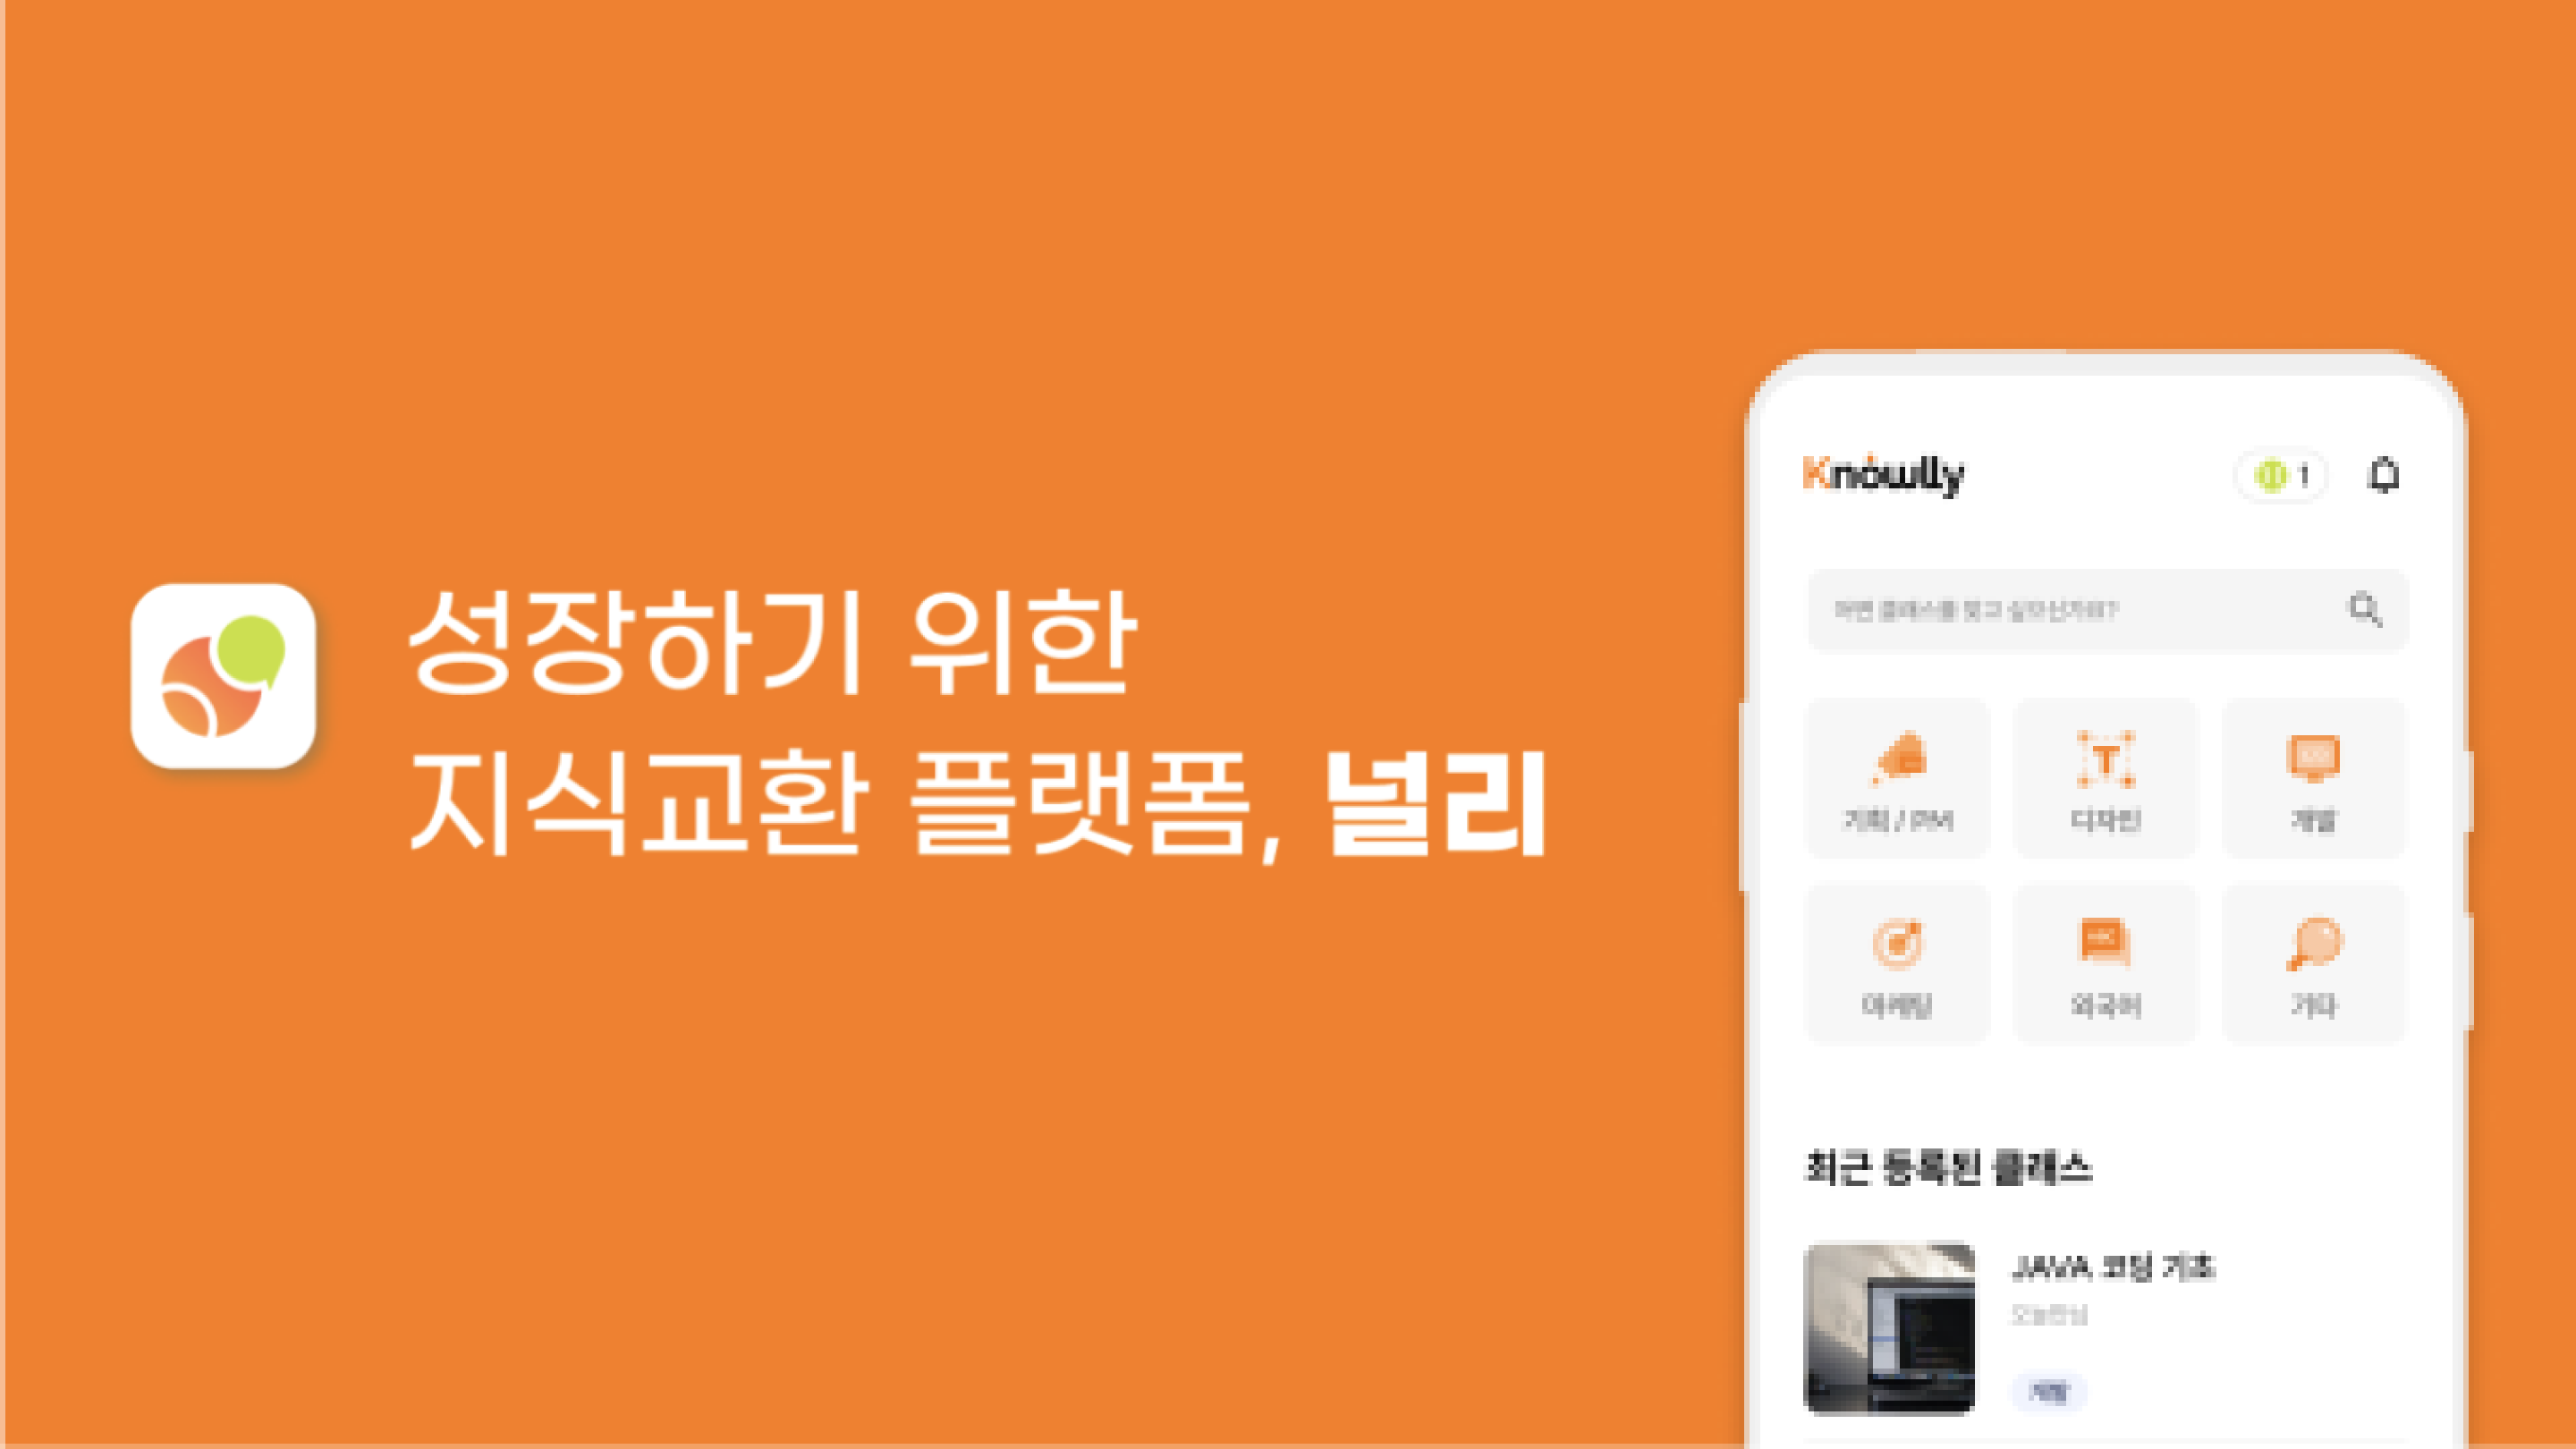 성장하기 위한
지식교환 플랫폼, 널리
Knowlly
1
어떤 클래스를 찾고 싶으신가요?
기획 / PM
디자인
개발
마케팅
외국어
기타
최근 등록된 클래스
JAVA 코딩 기초
개발